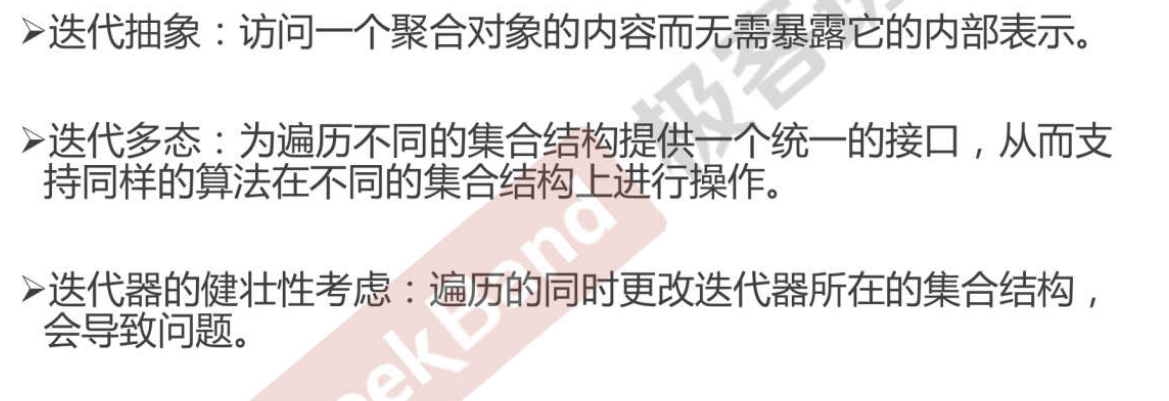 ➢迭代抽象：访问一个聚合对象的内容而无需暴露它的内部表示。
➢迭代多态：为遍历不同的集合结构提供一个统一的接口，从而支
持同样的算法在不同的集合结构上进行操作。
➢迭代器的健壮性考虑：遍历的同时更改迭代器所在的集合结构，
会导致问题。
ekBand 极客